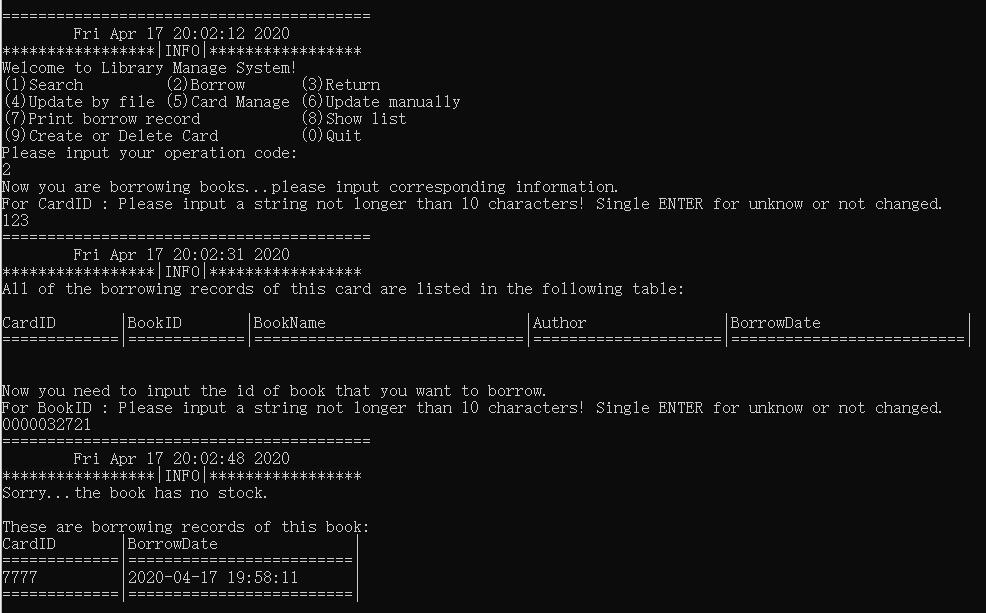 =========================================
Fri Apr 17 20:02:12 2020
*****************|INFO|*****************
Welcome to Library Manage System!
(1)Search (2)Borrow (3)Return
(4)Update by file (5)Card Manage (6)Update manually
(7)Print borrow record (8)Show list
(9)Create or Delete Card (0)Quit
Please input your operation code:
2
Now you are borrowing books...please input corresponding information.
For CardID : Please input a string not longer than 10 characters! Single ENTER for unknow or not changed.
123
=========================================
Fri Apr 17 20:02:31 2020
*****************|INFO|*****************
All of the borrowing records of this card are listed in the following table:
CardID |BookID |BookName |Author |BorrowDate |
=============|=============|==============================|=====================|==========================|
Now you need to input the id of book that you want to borrow.
For BookID : Please input a string not longer than 10 characters! Single ENTER for unknow or not changed.
0000032721
=========================================
Fri Apr 17 20:02:48 2020
*****************|INFO|*****************
Sorry...the book has no stock.
These are borrowing records of this book:
CardID |BorrowDate |
=============|=========================|
7777 |2020-04-17 19:58:11 |
=============|=========================|